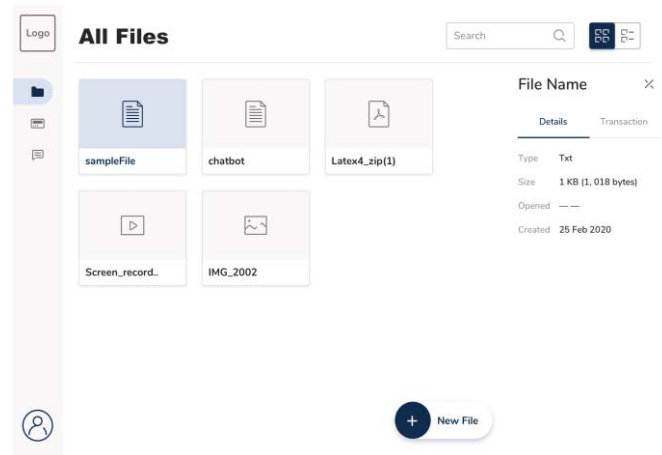 Logo
All Files
Search
sampleFile
chatbot
Latex4_zip(1)
Screen_record..
IMG_2002
File Name
Details Transaction
Type Txt
Size 1 KB (1, 018 bytes)
Opened — —
Created 25 Feb 2020
+ New File